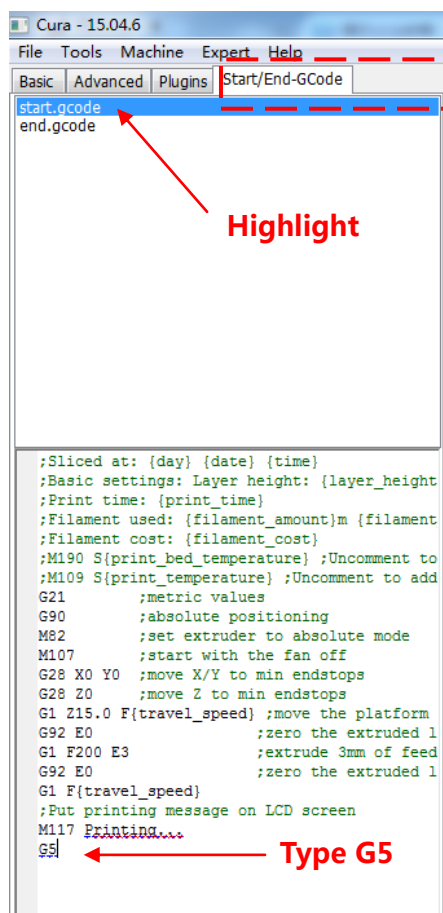 Cura - 15.04.6
File Tools Machine Expert Help
Basic Advanced Plugins Start/End-GCode
start.gcode
end.gcode
Highlight
;Sliced at: {day} {date} {time}
;Basic settings: Layer height: {layer_height
;Print time: {print_time}
;Filament used: {filament_amount}m {filament
;Filament cost: {filament_cost}
;M190 S{print_bed_temperature} ;Uncomment to
;M109 S{print_temperature} ;Uncomment to add
G21 ;metric values
G90 ;absolute positioning
M82 ;set extruder to absolute mode
M107 ;start with the fan off
G28 X0 Y0 ;move X/Y to min endstops
G28 Z0 ;move Z to min endstops
G1 Z15.0 F{travel_speed} ;move the platform
G92 E0 ;zero the extruded l
G1 F200 E3 ;extrude 3mm of feed
G92 E0 ;zero the extruded l
G1 F{travel_speed}
;Put printing message on LCD screen
M117 Printing...
G5
Type G5